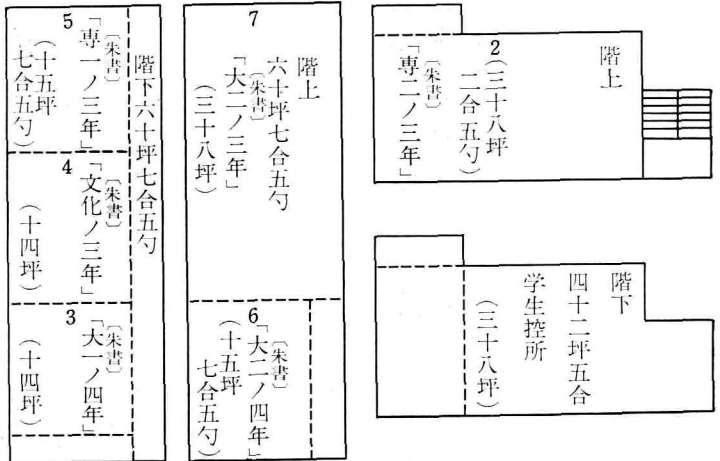 階上
2
(三十八坪
二合五勺)
〔朱書〕
「専二ノ三年」
階下
四十二坪五合
学生控所
(三十八坪)
7
階上
六十坪七合五勺
〔朱書〕
「大二ノ三年」
(三十八坪)
6
〔朱書〕
「大二ノ四年」
(十五坪
七合五勺)
階下六十坪七合五勺
5
〔朱書〕
「専一ノ三年」
(十五坪
七合五勺)
4
〔朱書〕
「文化ノ三年」
(十四坪)
3
〔朱書〕
「大一ノ四年」
(十四坪)